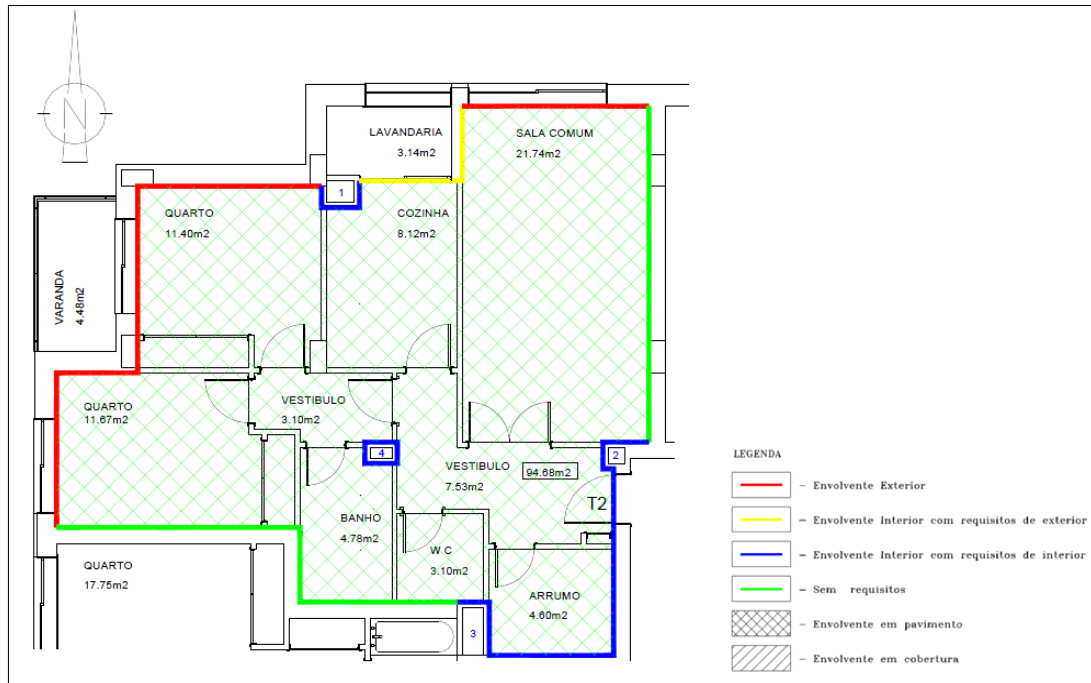 N
LAVANDARIA
3.14m2
SALA COMUM
21.74m2
1
QUARTO
11.40m2
COZINHA
8.12m2
VARANDA
4.48m2
QUARTO
11.67m2
VESTIBULO
3.10m2
4
2
VESTIBULO
7.53m2
94.68m2
T2
BANHO
4.78m2
W C
3.10m2
QUARTO
17.75m2
ARRUMO
4.60m2
3
LEGENDA
– Envolvente Exterior
– Envolvente Interior com requisitos de exterior
– Envolvente Interior com requisitos de interior
– Sem requisitos
– Envolvente em pavimento
– Envolvente em cobertura